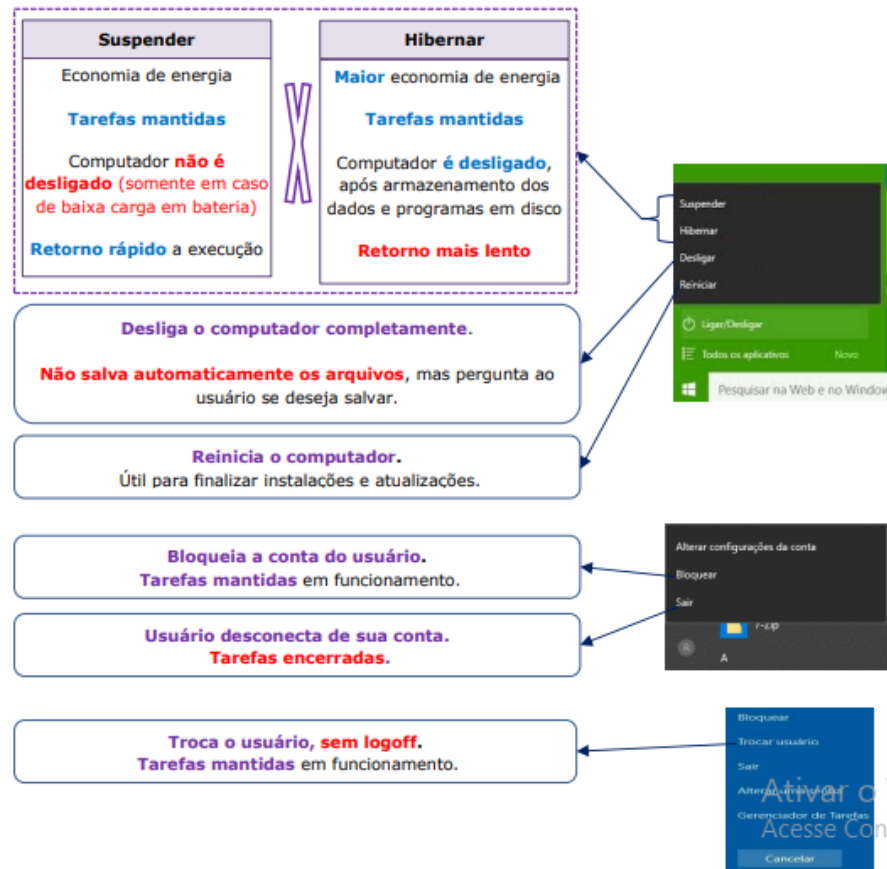 Suspender
Economia de energia
Tarefas mantidas
Computador não é
desligado (somente em caso
de baixa carga em bateria)
Retorno rápido a execução
Hibernar
Maior economia de energia
Tarefas mantidas
Computador é desligado,
após armazenamento dos
dados e programas em disco
Retorno mais lento
Suspender
Hibernar
Desligar
Reiniciar
Ligar/Desligar
Todos os aplicativos Novo
Pesquisar na Web e no Window
Desliga o computador completamente.
Não salva automaticamente os arquivos, mas pergunta ao
usuário se deseja salvar.
Reinicia o computador.
Útil para finalizar instalações e atualizações.
Alterar configurações da conta
Bloquear
Sair
7-Zip
A
Bloqueia a conta do usuário.
Tarefas mantidas em funcionamento.
Usuário desconecta de sua conta.
Tarefas encerradas.
Troca o usuário, sem logoff.
Tarefas mantidas em funcionamento.
Bloquear
Trocar usuário
Sair
Alterar uma senha
Gerenciador de Tarefas
Cancelar
Ativar o
Acesse Con